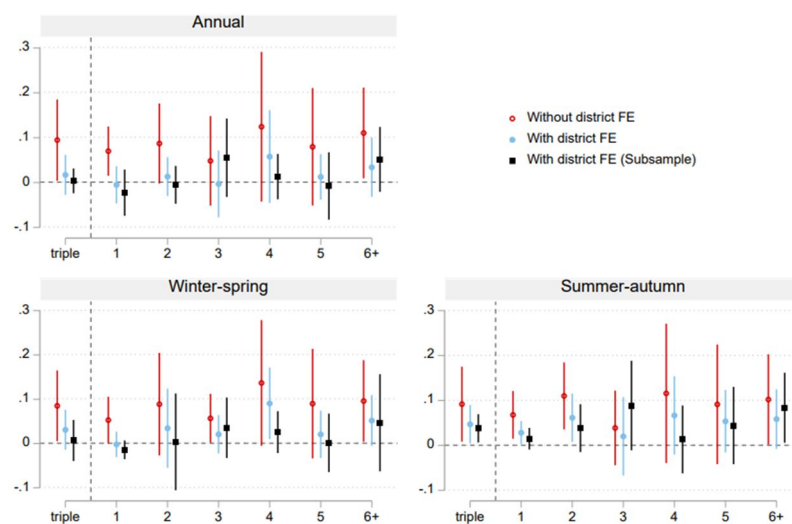 Annual
.3
.2
.1
0
-.1
triple 1 2 3 4 5 6+
Without district FE
With district FE
With district FE (Subsample)
Winter-spring
.3
.2
.1
0
-.1
triple 1 2 3 4 5 6+
Summer-autumn
.3
.2
.1
0
-.1
triple 1 2 3 4 5 6+